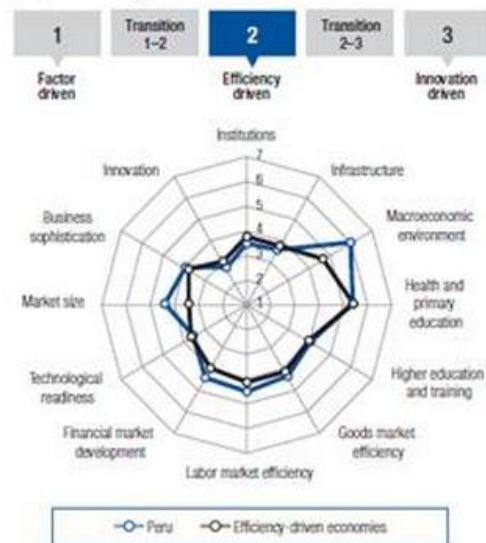 1
Transition
1–2
2
Transition
2–3
3
Factor
driven
Efficiency
driven
Innovation
driven
Institutions
Innovation
Infrastructure
Business
sophistication
Macroeconomic
environment
Market size
Health and
primary
education
Technological
readiness
Higher education
and training
Financial market
development
Goods market
efficiency
Labor market efficiency
7
6
5
4
3
2
1
Peru
Efficiency-driven economies